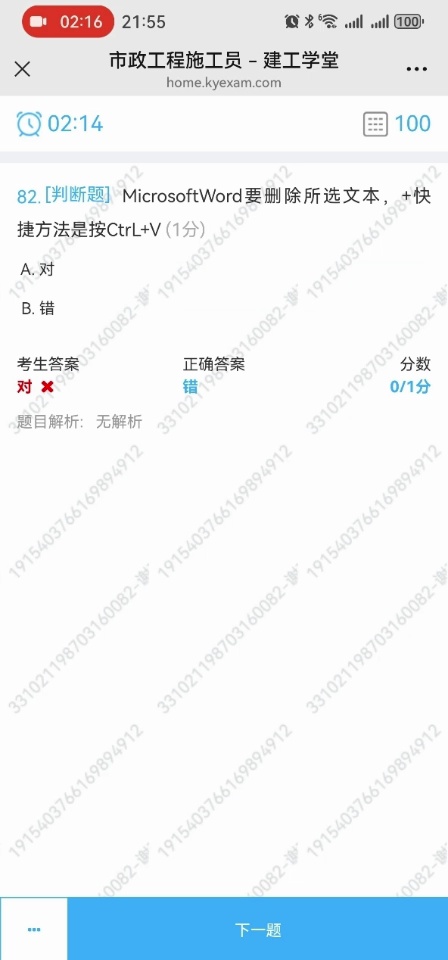 02:16 21:55 100
市政工程施工员 – 建工学堂
home.kyexam.com
02:14 100
82.[判断题] MicrosoftWord要删除所选文本，+快
捷方法是按CtrL+V (1分)
A. 对
B. 错
考生答案 正确答案 分数
对 错 0/1分
题目解析: 无解析
下一题
1915403766169894912
331021198703160082-谢